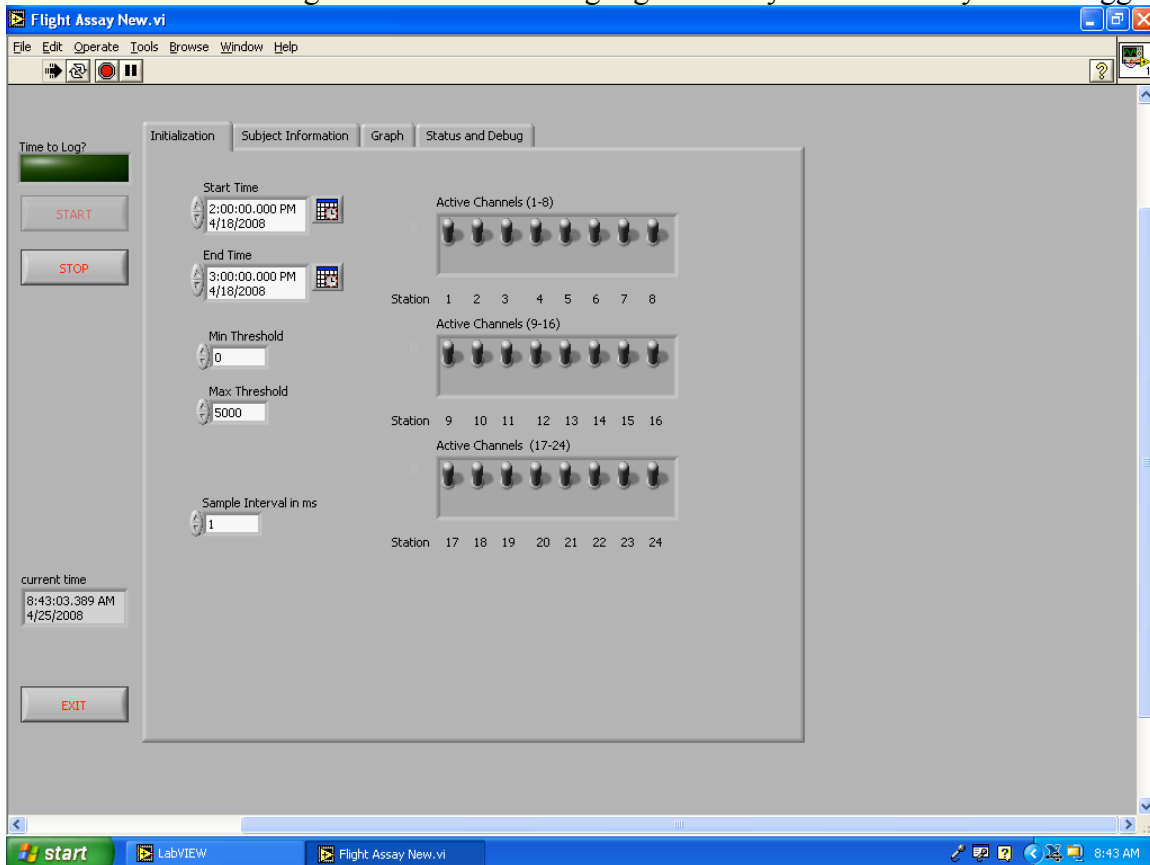 Flight Assay New.vi
File Edit Operate Tools Browse Window Help
1
Initialization Subject Information Graph Status and Debug
Time to Log?
START
STOP
Start Time
2:00:00.000 PM
4/18/2008
End Time
3:00:00.000 PM
4/18/2008
Min Threshold
0
Max Threshold
5000
Sample Interval in ms
1
Active Channels (1-8)
0
Station 1 2 3 4 5 6 7 8
Active Channels (9-16)
0
Station 9 10 11 12 13 14 15 16
Active Channels (17-24)
0
Station 17 18 19 20 21 22 23 24
current time
8:43:03.389 AM
4/25/2008
EXIT
start LabVIEW Flight Assay New.vi 8:43 AM